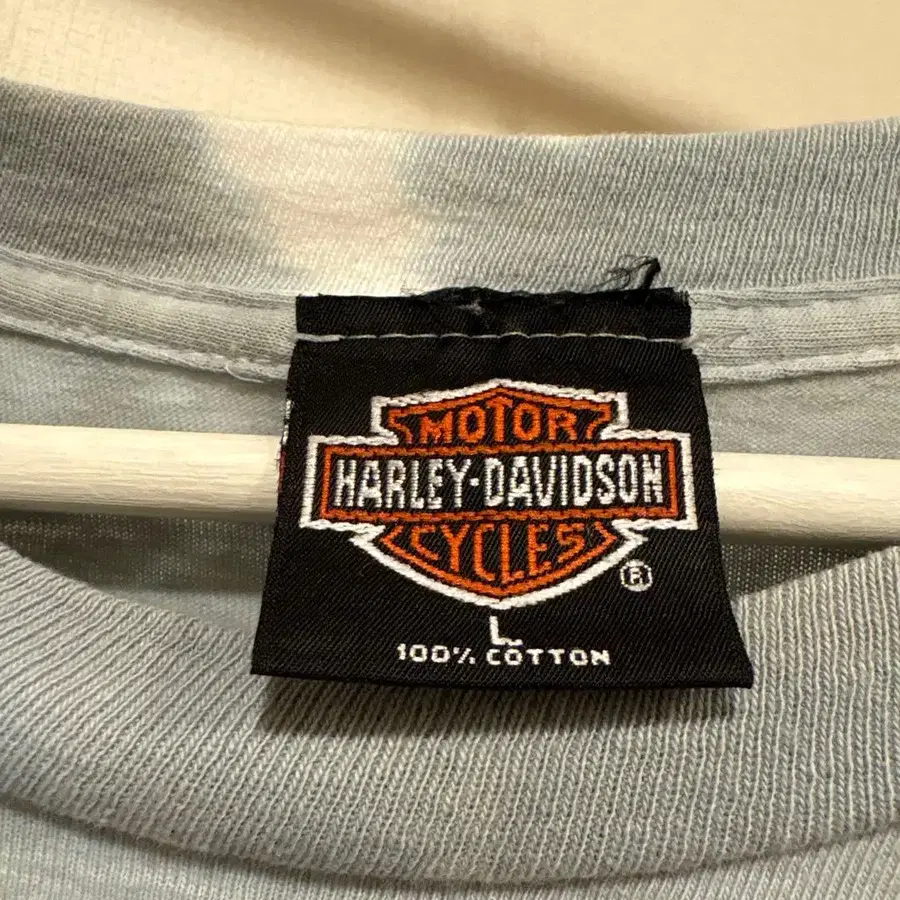 MOTOR
HARLEY-DAVIDSON
CYCLES
®
L
100% COTTON